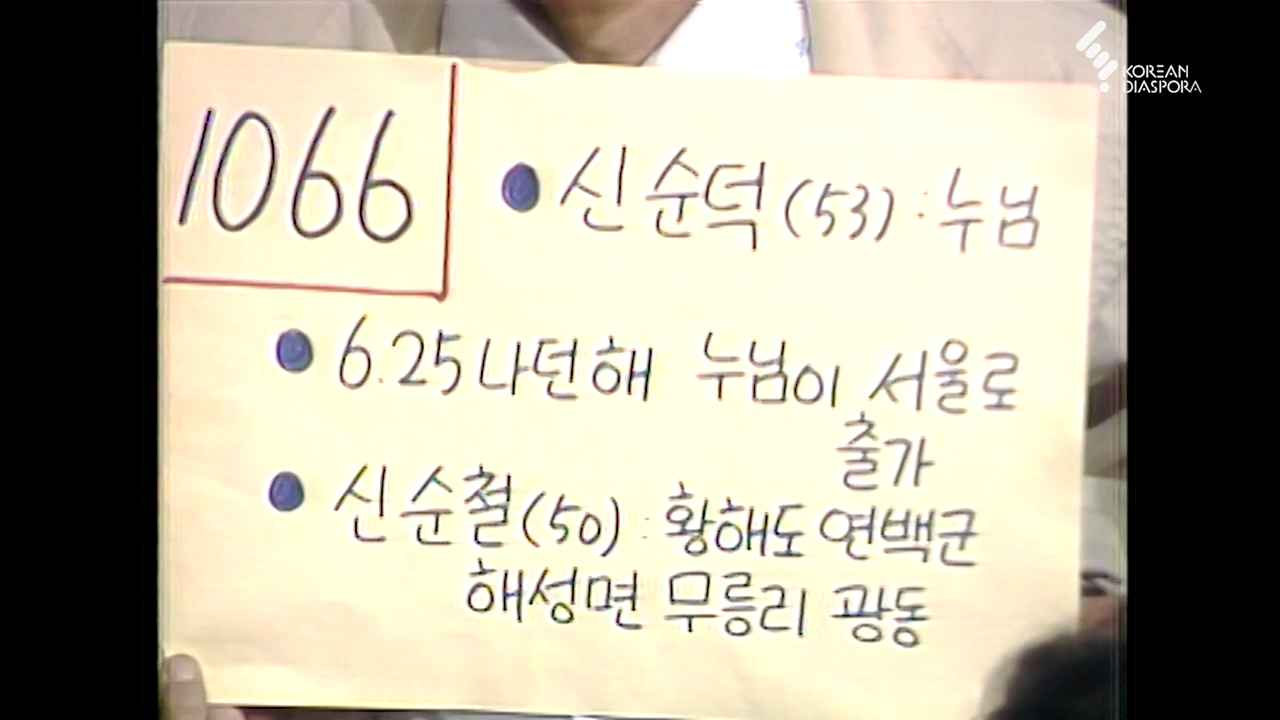 KOREAN
DIASPORA
1066
신순덕(53) : 누님
6.25나던해 누님이 서울로
출가
신순철(50) : 황해도 연백군
해성면 무릉리 광동